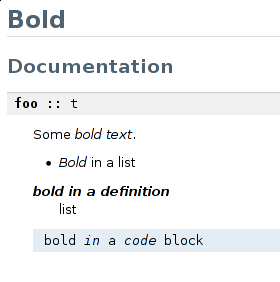 Bold
Documentation
foo :: t
Some bold text.
• Bold in a list
bold in a definition
list
bold in a code block